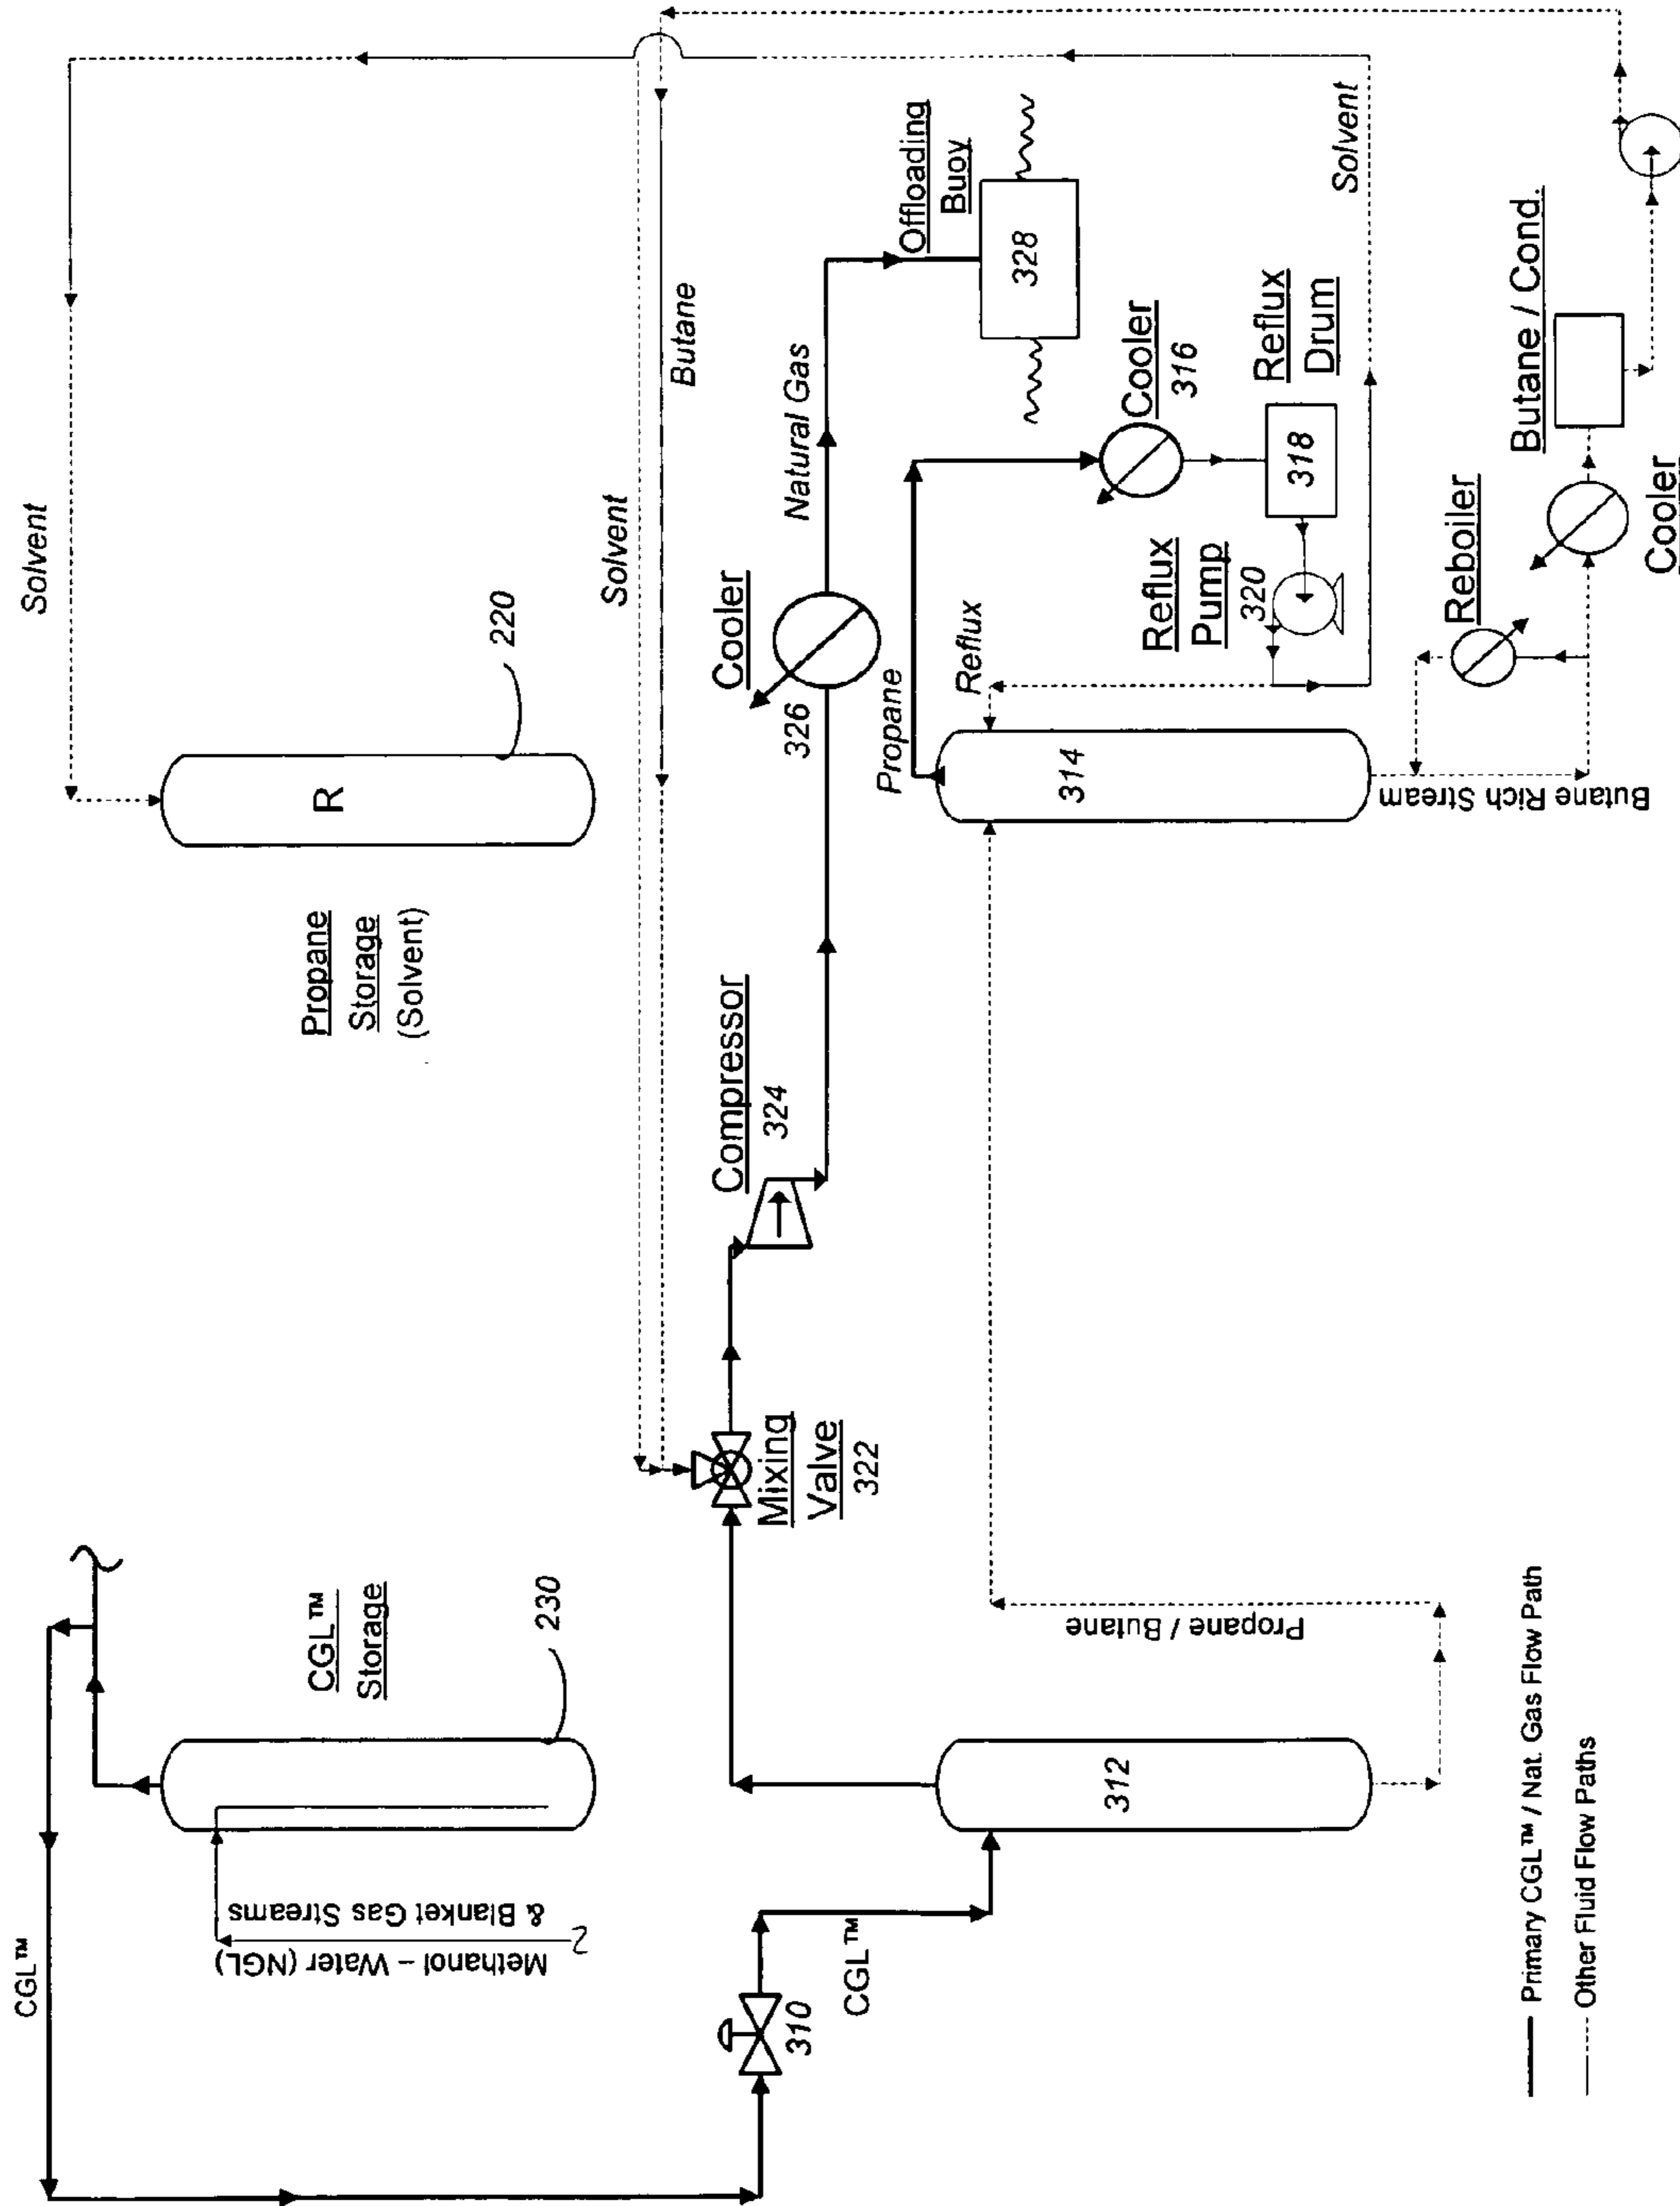 Solvent
220
R
Propane
Storage
(Solvent)
CGL™
CGL™
Storage
230
Methanol – Water (NGL)
& Blanket Gas Streams
Solvent
Butane
Natural Gas
Offloading
Buoy
328
Cooler
326
Compressor
324
Mixing
Valve
322
310
CGL™
312
Propane / Butane
Propane
Reflux
314
Cooler
316
Reflux
Drum
318
Reflux
Pump
320
Solvent
Reboiler
Butane / Cond.
Cooler
Butane Rich Stream
Primary CGL™ / Nat. Gas Flow Path
Other Fluid Flow Paths